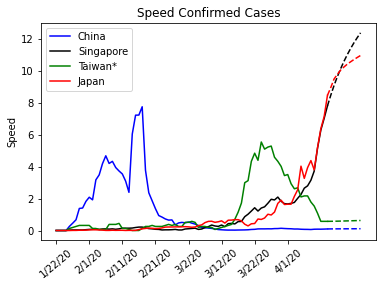 Speed Confirmed Cases
China
Singapore
Taiwan*
Japan
Speed
12
10
8
6
4
2
0
1/22/20 2/1/20 2/11/20 2/21/20 3/2/20 3/12/20 3/22/20 4/1/20